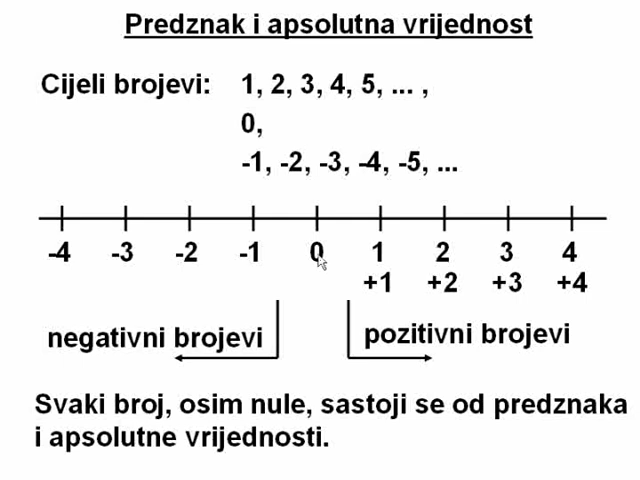 Predznak i apsolutna vrijednost
Cijeli brojevi: 1, 2, 3, 4, 5, ... ,
0,
-1, -2, -3, -4, -5, ...
-4 -3 -2 -1 0 1 2 3 4
+1 +2 +3 +4
negativni brojevi pozitivni brojevi
Svaki broj, osim nule, sastoji se od predznaka
i apsolutne vrijednosti.